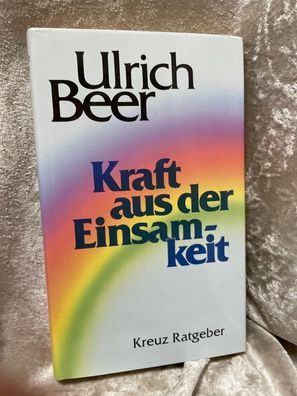 Ulrich
Beer
Kraft
aus der
Einsam-
keit
Kreuz Ratgeber